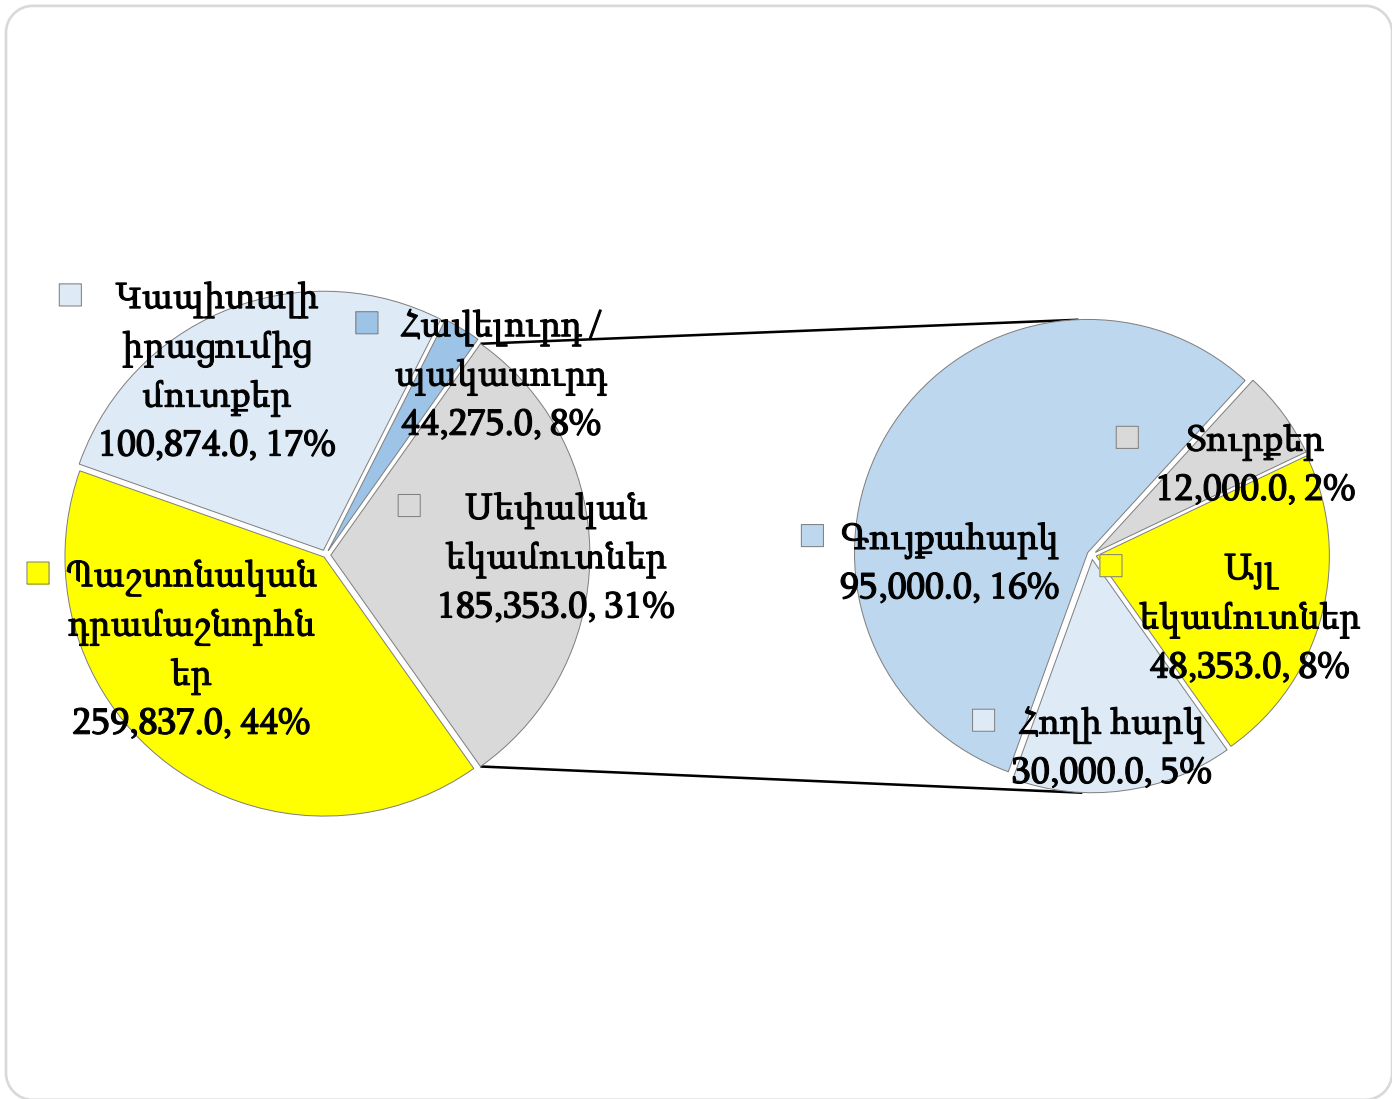 Կապիտալի
իրացումից
մուտքեր
100,874.0, 17%
Հավելուրդ /
պակասուրդ
44,275.0, 8%
Սեփական
եկամուտներ
185,353.0, 31%
Պաշտոնական
դրամաշնորհն
եր
259,837.0, 44%
Գույքահարկ
95,000.0, 16%
Տուրքեր
12,000.0, 2%
Այլ
եկամուտներ
48,353.0, 8%
Հողի հարկ
30,000.0, 5%